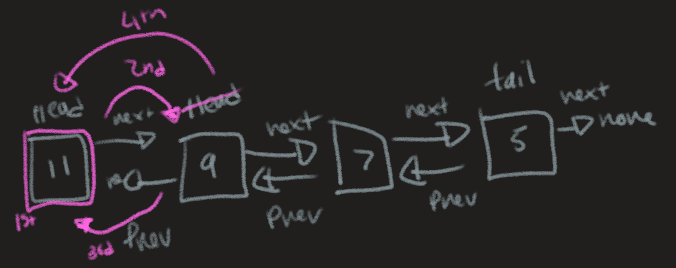 4th
2nd
Head next Head next next tail next
none
11 9 7 5
1st 3rd Prev Prev Prev